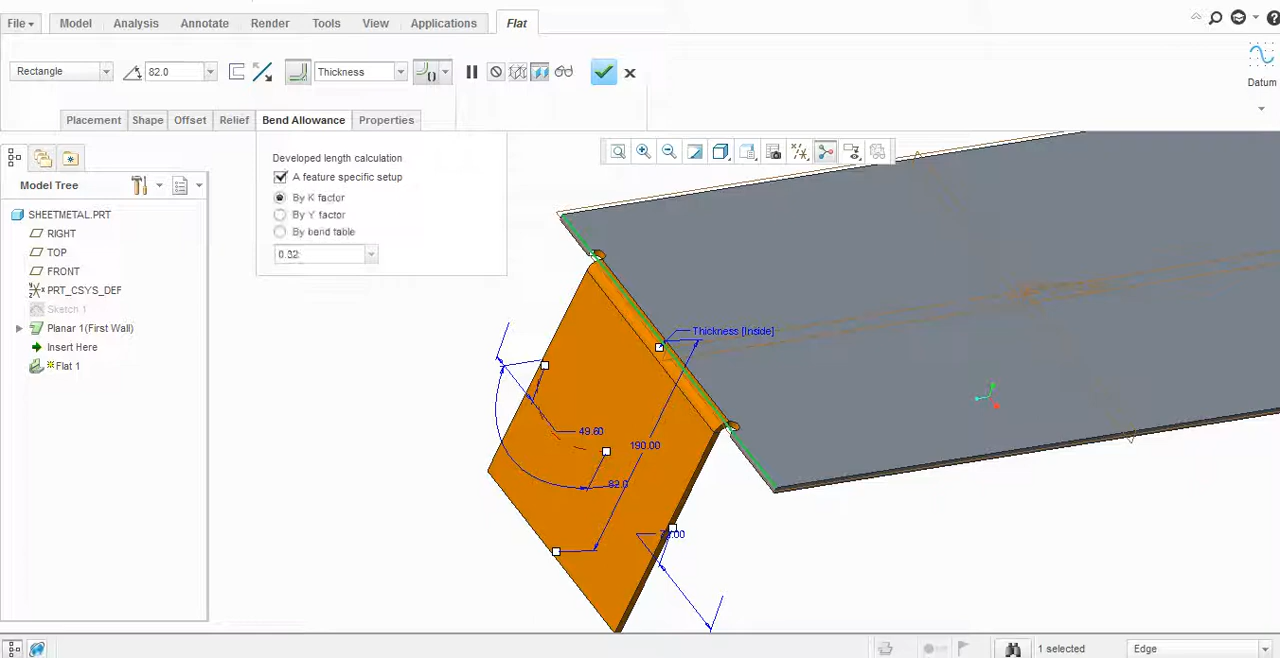 File Model Analysis Annotate Render Tools View Applications Flat
Rectangle 82.0 Thickness
Datum
Placement Shape Offset Relief Bend Allowance Properties
Developed length calculation
A feature specific setup
By K factor
By Y factor
By bend table
0.32
Model Tree
SHEETMETAL.PRT
RIGHT
TOP
FRONT
PRT_CSYS_DEF
Sketch 1
Planar 1(First Wall)
Insert Here
Flat 1
Thickness [Inside]
49.60
190.00
82.0
1 selected Edge